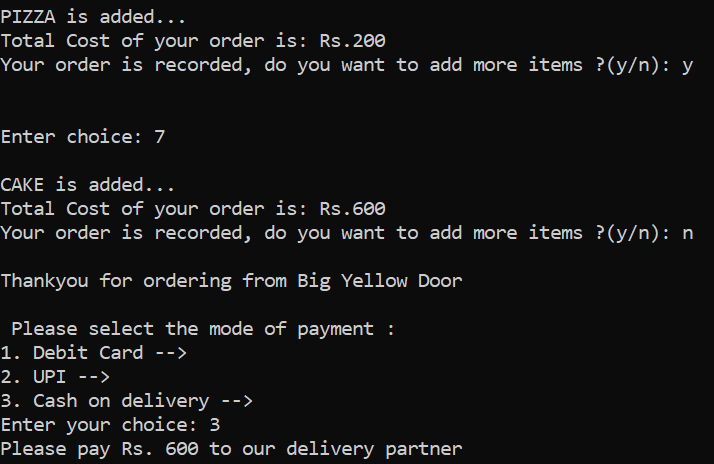 PIZZA is added...
Total Cost of your order is: Rs.200
Your order is recorded, do you want to add more items ?(y/n): y
Enter choice: 7
CAKE is added...
Total Cost of your order is: Rs.600
Your order is recorded, do you want to add more items ?(y/n): n
Thankyou for ordering from Big Yellow Door
Please select the mode of payment :
1. Debit Card -->
2. UPI -->
3. Cash on delivery -->
Enter your choice: 3
Please pay Rs. 600 to our delivery partner